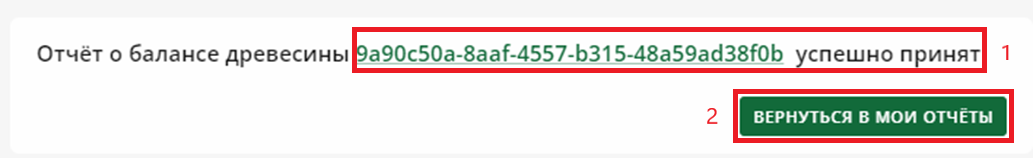 Отчёт о балансе древесины 9a90c50a-8aaf-4557-b315-48a59ad38f0b успешно принят 1
2 ВЕРНУТЬСЯ В МОИ ОТЧЁТЫ